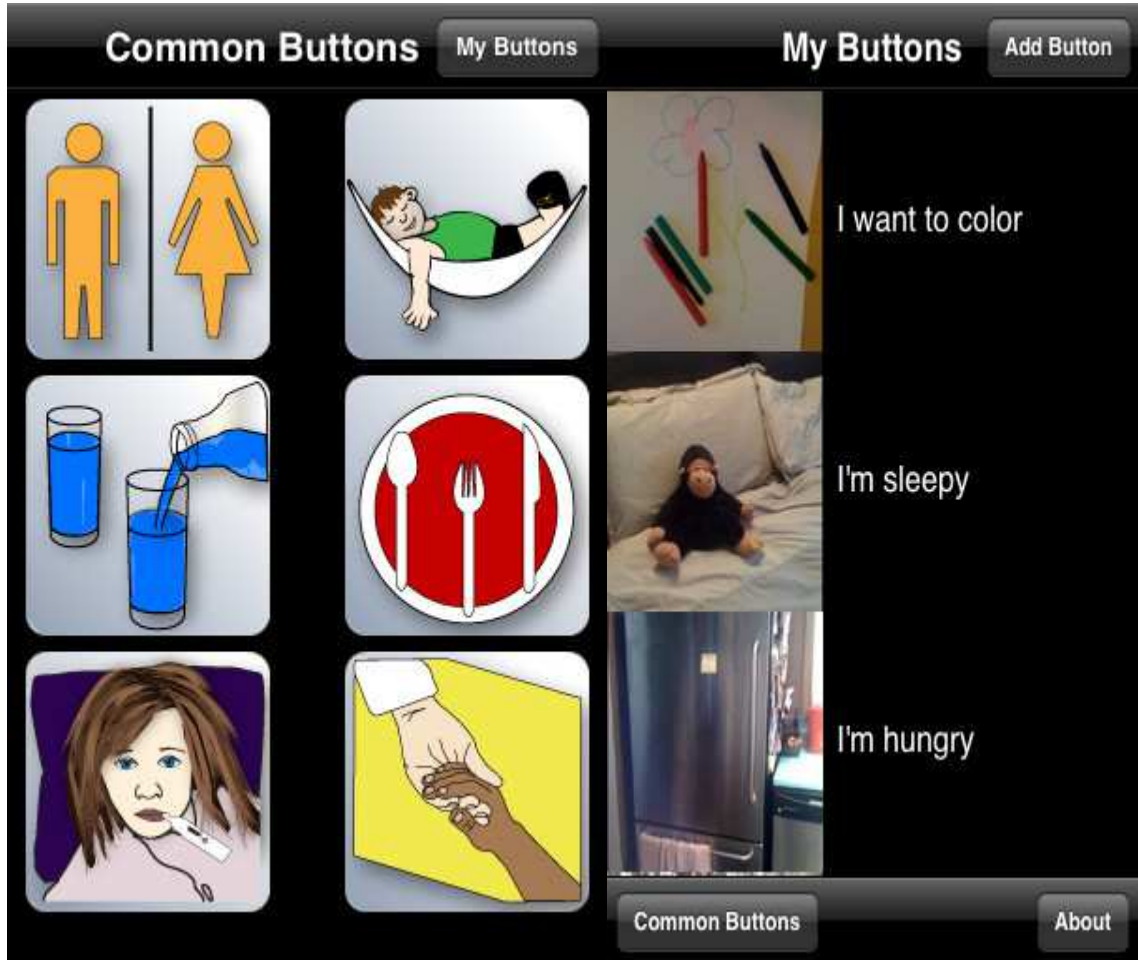 Common Buttons
My Buttons
My Buttons
Add Button
I want to color
I'm sleepy
I'm hungry
Common Buttons
About